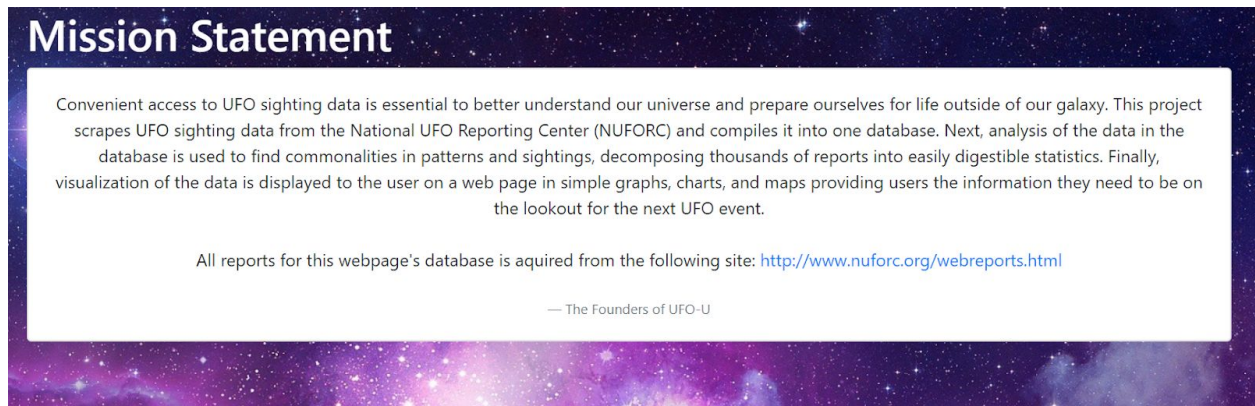 Mission Statement
Convenient access to UFO sighting data is essential to better understand our universe and prepare ourselves for life outside of our galaxy. This project
scrapes UFO sighting data from the National UFO Reporting Center (NUFORC) and compiles it into one database. Next, analysis of the data in the
database is used to find commonalities in patterns and sightings, decomposing thousands of reports into easily digestible statistics. Finally,
visualization of the data is displayed to the user on a web page in simple graphs, charts, and maps providing users the information they need to be on
the lookout for the next UFO event.
All reports for this webpage's database is aquired from the following site: http://www.nuforc.org/webreports.html
— The Founders of UFO-U